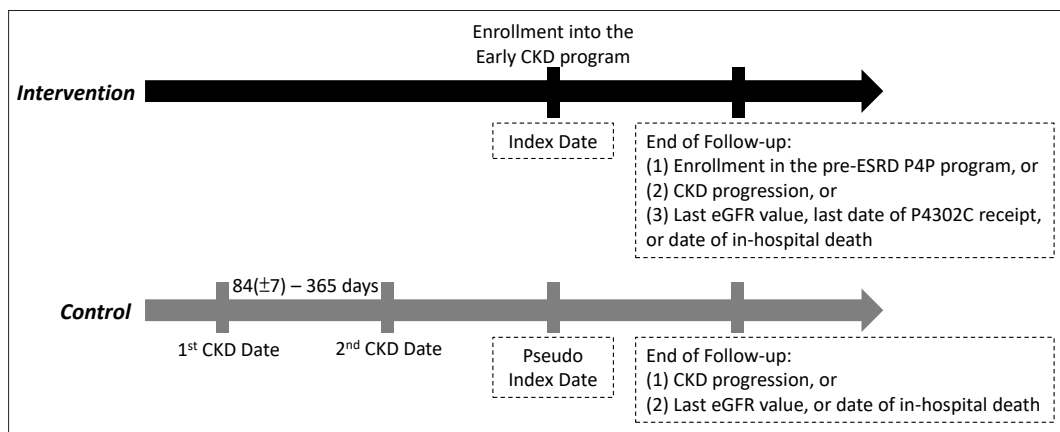 Enrollment into the
Early CKD program
Intervention
Index Date
End of Follow-up:
(1) Enrollment in the pre-ESRD P4P program, or
(2) CKD progression, or
(3) Last eGFR value, last date of P4302C receipt,
or date of in-hospital death
84(±7) – 365 days
Control
1st CKD Date
2nd CKD Date
Pseudo
Index Date
End of Follow-up:
(1) CKD progression, or
(2) Last eGFR value, or date of in-hospital death